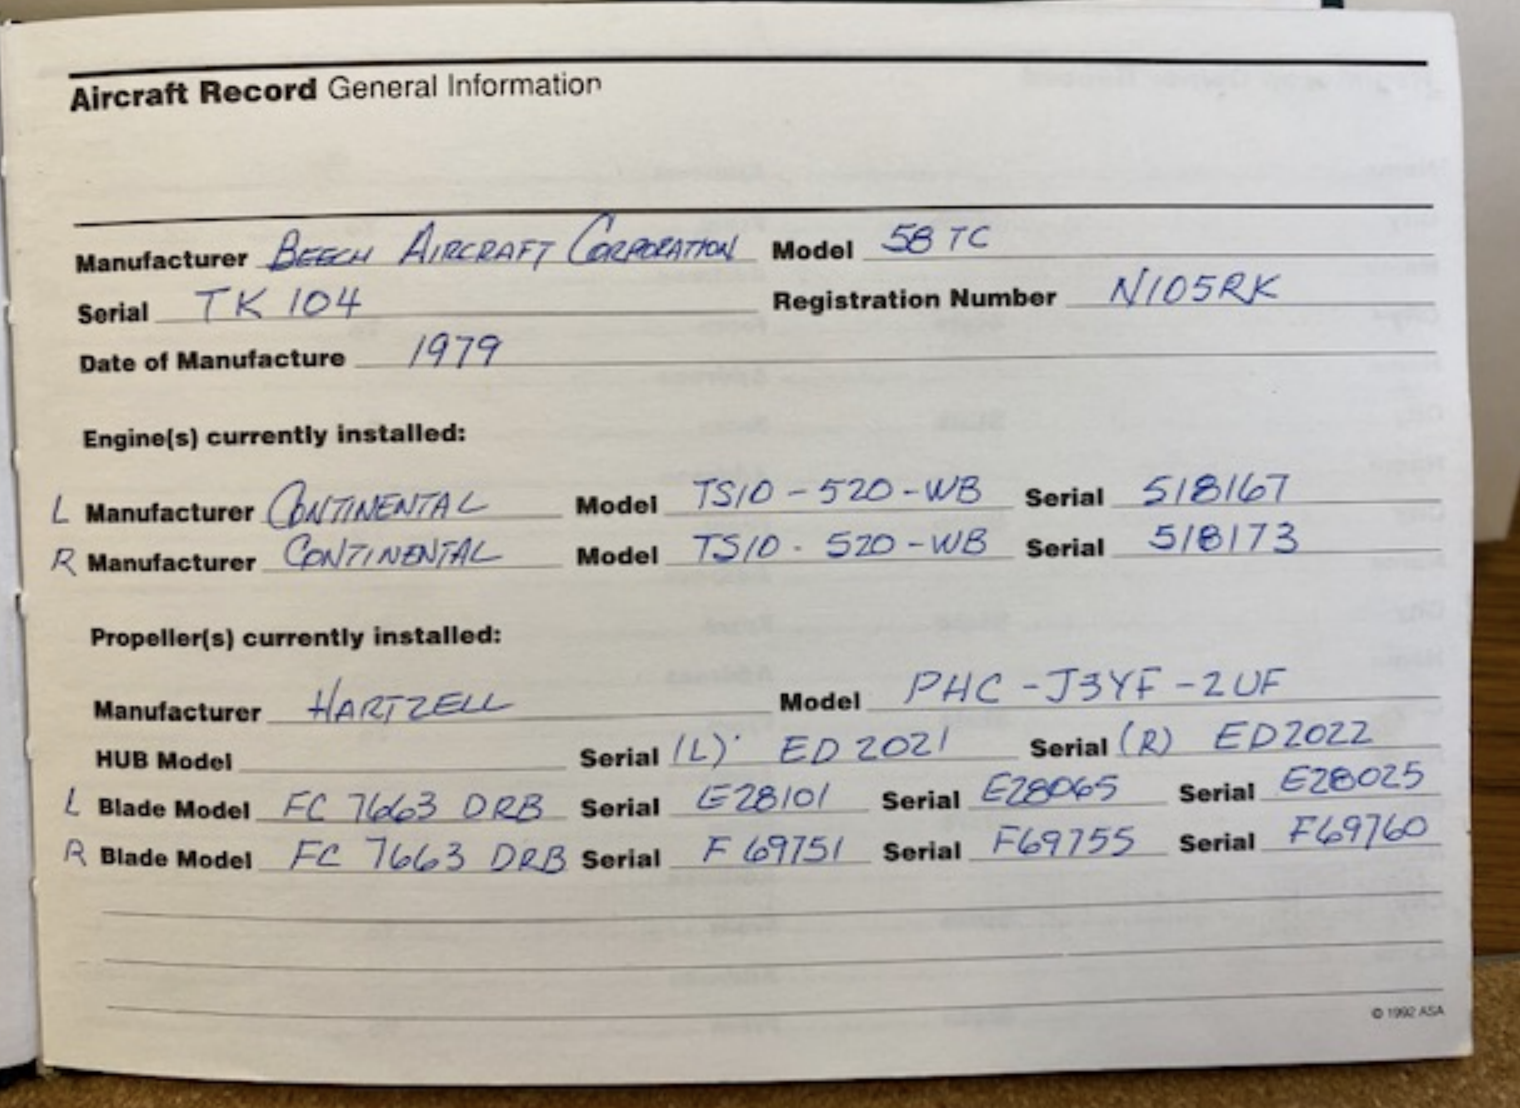 Aircraft Record General Information
Manufacturer BEECH AIRCRAFT CORPORATION Model 58 TC
Serial TK 104 Registration Number N105RK
Date of Manufacture 1979
Engine(s) currently installed:
L Manufacturer CONTINENTAL Model TSIO - 520 - WB Serial 518167
R Manufacturer CONTINENTAL Model TSIO - 520 - WB Serial 518173
Propeller(s) currently installed:
Manufacturer HARTZELL Model PHC - J3YF - 2UF
HUB Model Serial (L) ED 2021 Serial (R) ED2022
L Blade Model FC 7663 DRB Serial E28101 Serial E28065 Serial E28025
R Blade Model FC 7663 DRB Serial F 69751 Serial F69755 Serial F69760
© 1992 ASA